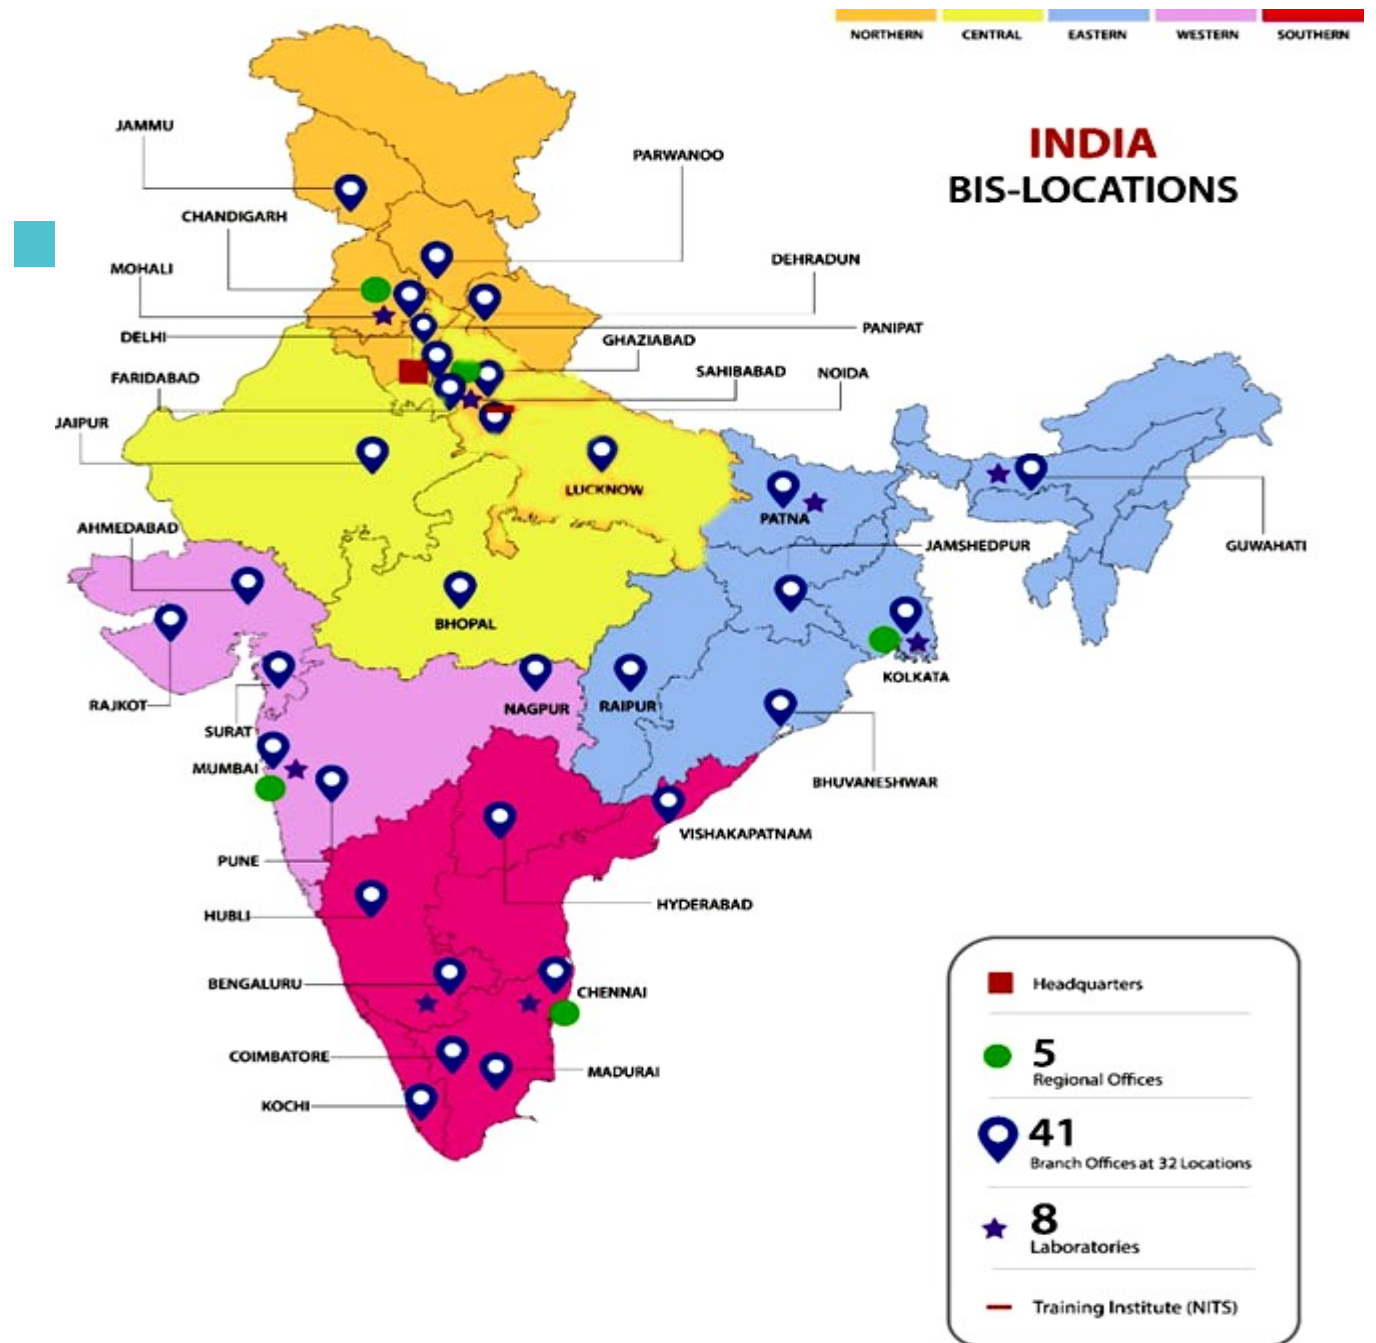 NORTHERN
CENTRAL
EASTERN
WESTERN
SOUTHERN
INDIA
BIS-LOCATIONS
JAMMU
PARWANOO
CHANDIGARH
DEHRADUN
MOHALI
PANIPAT
DELHI
GHAZIABAD
SAHIBABAD
NOIDA
FARIDABAD
JAIPUR
LUCKNOW
PATNA
AHMEDABAD
JAMSHEDPUR
GUWAHATI
BHOPAL
KOLKATA
RAJKOT
NAGPUR
RAIPUR
SURAT
MUMBAI
BHUVANESHWAR
VISHAKAPATNAM
PUNE
HYDERABAD
HUBLI
BENGALURU
CHENNAI
COIMBATORE
MADURAI
KOCHI
Headquarters
5
Regional Offices
41
Branch Offices at 32 Locations
8
Laboratories
Training Institute (NITS)